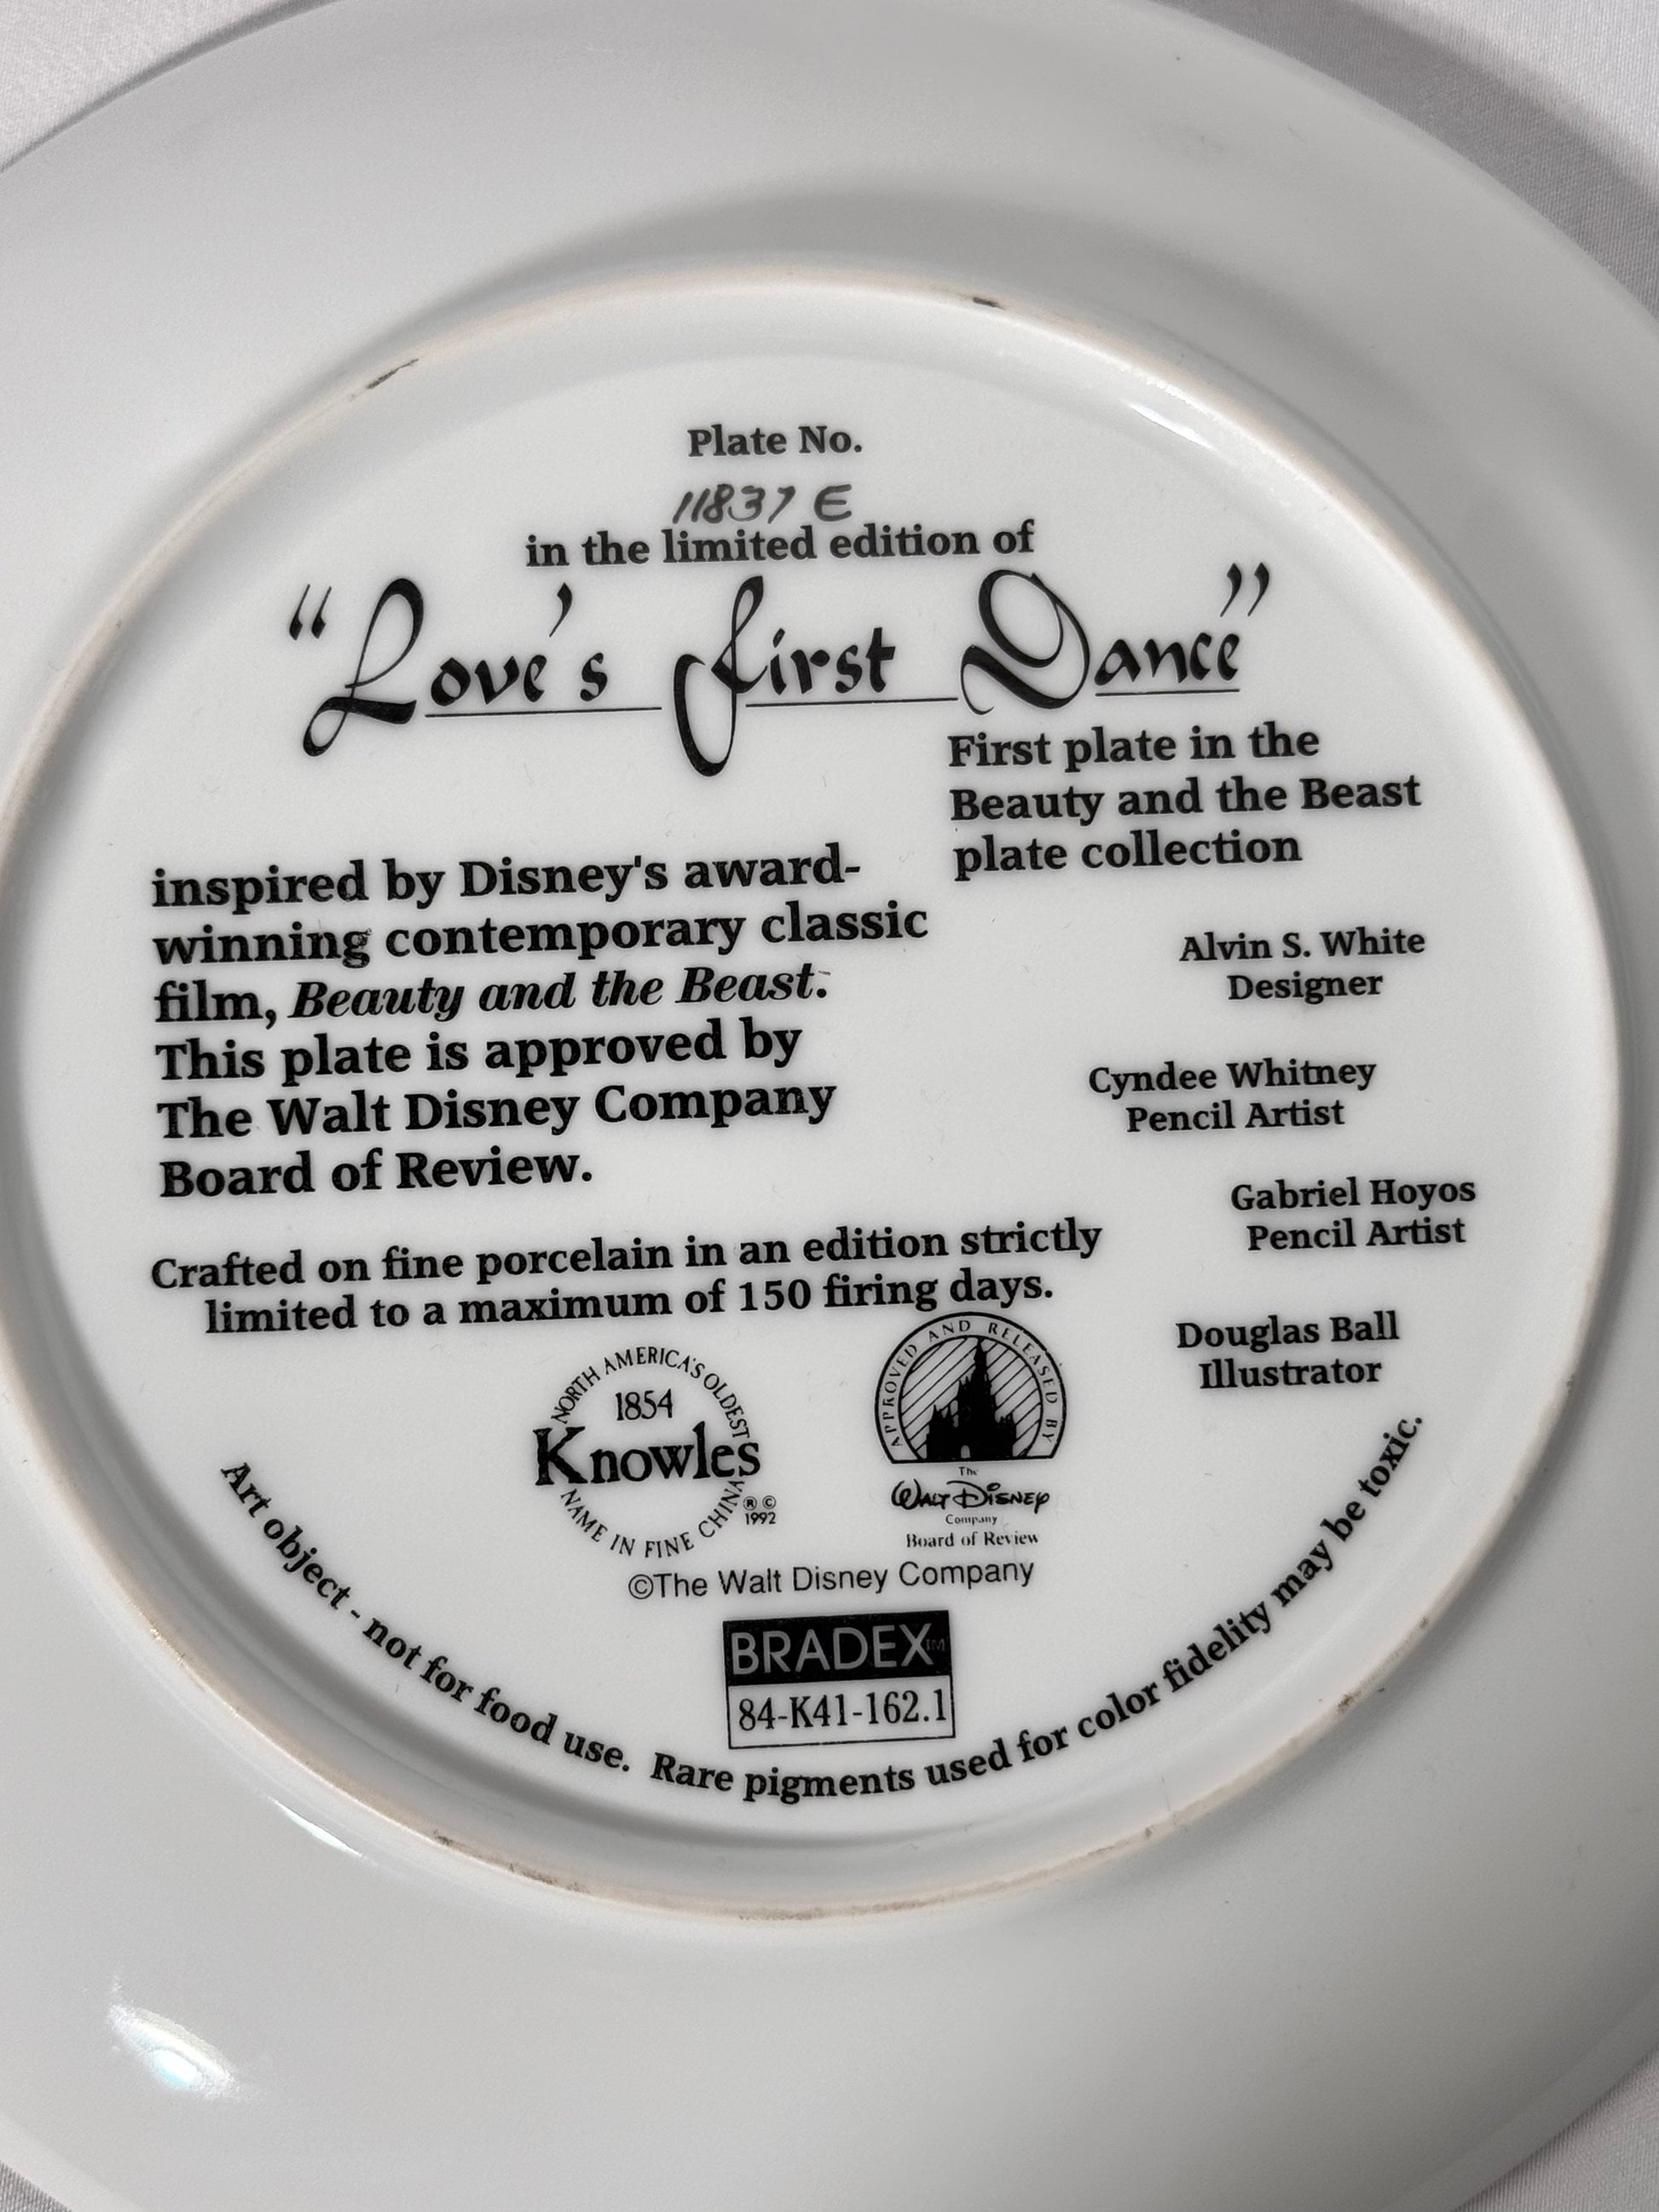 Plate No.
11837 E
in the limited edition of
“Love's First Dance”
First plate in the
Beauty and the Beast
plate collection
inspired by Disney's award-
winning contemporary classic
film, Beauty and the Beast.
This plate is approved by
The Walt Disney Company
Board of Review.
Alvin S. White
Designer
Cyndee Whitney
Pencil Artist
Gabriel Hoyos
Pencil Artist
Douglas Ball
Illustrator
Crafted on fine porcelain in an edition strictly
limited to a maximum of 150 firing days.
NORTH AMERICA'S OLDEST
1854
Knowles
NAME IN FINE CHINA
® ©
1992
APPROVED AND RELEASED BY
The
WALT DISNEY
Company
Board of Review
©The Walt Disney Company
BRADEX™
84-K41-162.1
Art object - not for food use. Rare pigments used for color fidelity may be toxic.